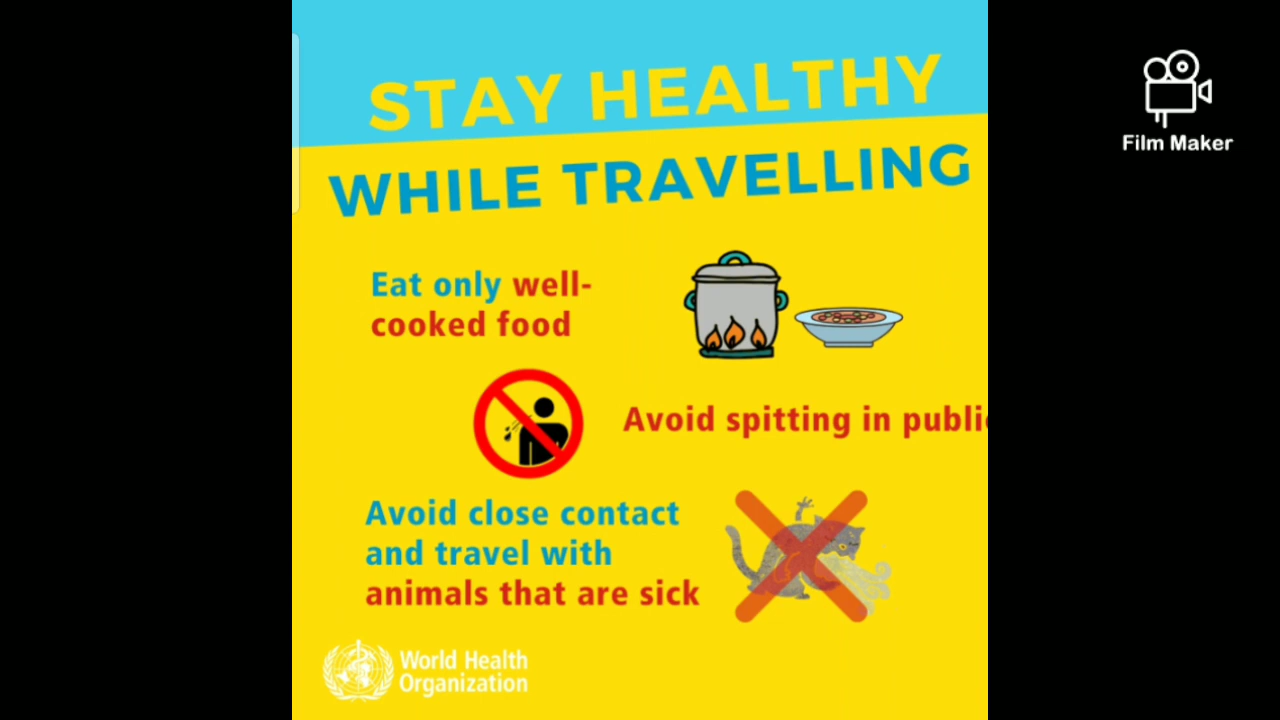 STAY HEALTHY
WHILE TRAVELLING
Film Maker
Eat only well-
cooked food
Avoid spitting in public
Avoid close contact
and travel with
animals that are sick
World Health
Organization